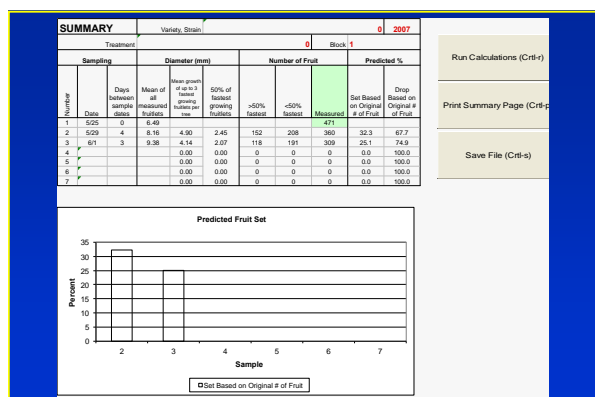 SUMMARY Variety, Strain 0 2007
Treatment 0 Block 1
Sampling Diameter (mm) Number of Fruit Predicted %
Number Date Days between sample dates Mean of all measured fruitlets Mean growth of up to 3 fastest growing fruitlets per tree 50% of fastest growing fruitlets >50% fastest <50% fastest Measured Set Based on Original # of Fruit Drop Based on Original # of Fruit
1 5/25 0 6.49 471
2 5/29 4 8.16 4.90 2.45 152 208 360 32.3 67.7
3 6/1 3 9.38 4.14 2.07 118 191 309 25.1 74.9
4 0.00 0.00 0 0 0 0.0 100.0
5 0.00 0.00 0 0 0 0.0 100.0
6 0.00 0.00 0 0 0 0.0 100.0
7 0.00 0.00 0 0 0 0.0 100.0
Run Calculations (Crtl-r)
Print Summary Page (Crtl-p
Save File (Crtl-s)
Predicted Fruit Set
Percent
35
30
25
20
15
10
5
0
2 3 4 5 6 7
Sample
Set Based on Original # of Fruit